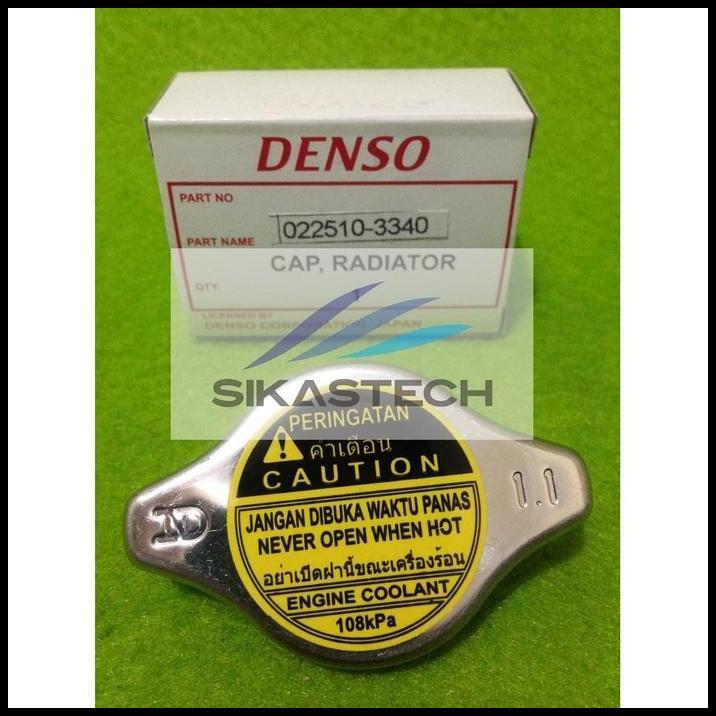 DENSO
PART NO
022510-3340
PART NAME
CAP, RADIATOR
QTY
1
LICENSED BY
DENSO CORPORATION, JAPAN
SIKASTECH
PERINGATAN
คำเตือน
CAUTION
JANGAN DIBUKA WAKTU PANAS
NEVER OPEN WHEN HOT
อย่าเปิดฝานี้ขณะเครื่องร้อน
ENGINE COOLANT
108kPa
ID
1.1